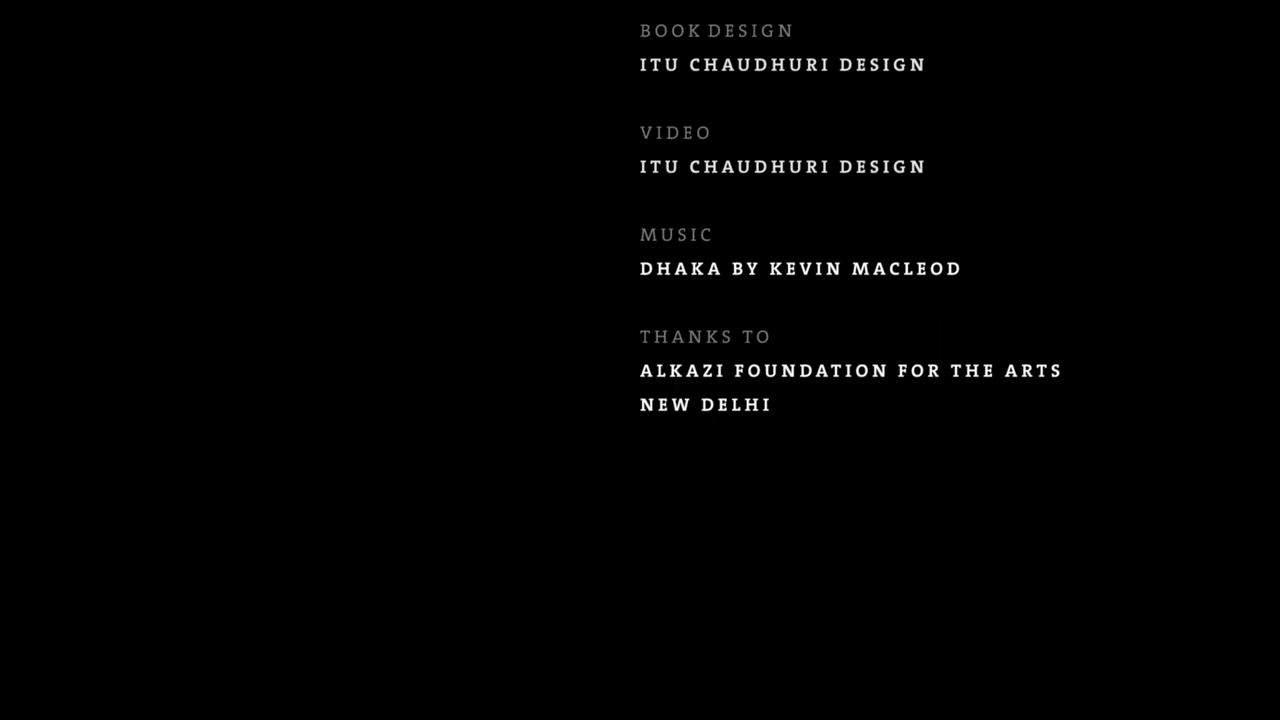 BOOK DESIGN
ITU CHAUDHURI DESIGN
VIDEO
ITU CHAUDHURI DESIGN
MUSIC
DHAKA BY KEVIN MACLEOD
THANKS TO
ALKAZI FOUNDATION FOR THE ARTS
NEW DELHI